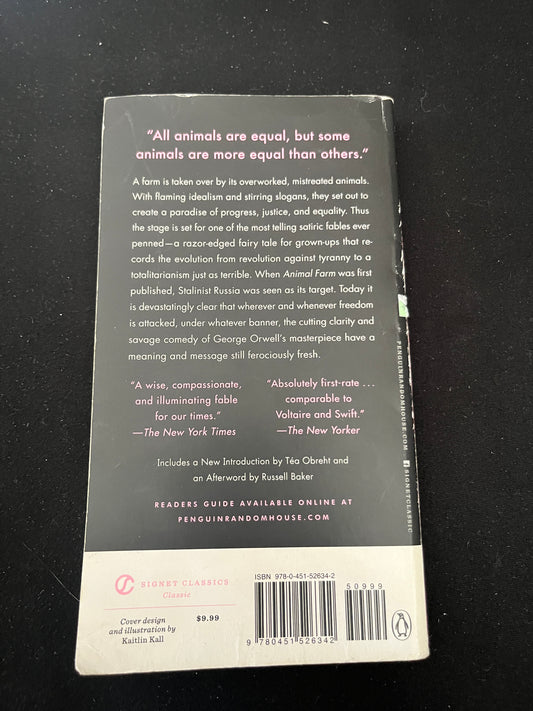 “All animals are equal, but some
animals are more equal than others.”
A farm is taken over by its overworked, mistreated animals.
With flaming idealism and stirring slogans, they set out to
create a paradise of progress, justice, and equality. Thus
the stage is set for one of the most telling satiric fables ever
penned—a razor-edged fairy tale for grown-ups that re-
cords the evolution from revolution against tyranny to a
totalitarianism just as terrible. When Animal Farm was first
published, Stalinist Russia was seen as its target. Today it
is devastatingly clear that wherever and whenever freedom
is attacked, under whatever banner, the cutting clarity and
savage comedy of George Orwell’s masterpiece have a
meaning and message still ferociously fresh.
“A wise, compassionate,
and illuminating fable
for our times.”
—The New York Times
“Absolutely first-rate . . .
comparable to
Voltaire and Swift.”
—The New Yorker
Includes a New Introduction by Téa Obreht and
an Afterword by Russell Baker
READERS GUIDE AVAILABLE ONLINE AT
PENGUINRANDOMHOUSE.COM
SIGNET CLASSICS
Classic
Cover design
and illustration by
Kaitlin Kall
$9.99
ISBN 978-0-451-52634-2
50999
9 780451 526342
PENGUINRANDOMHOUSE.COM
SIGNETCLASSIC